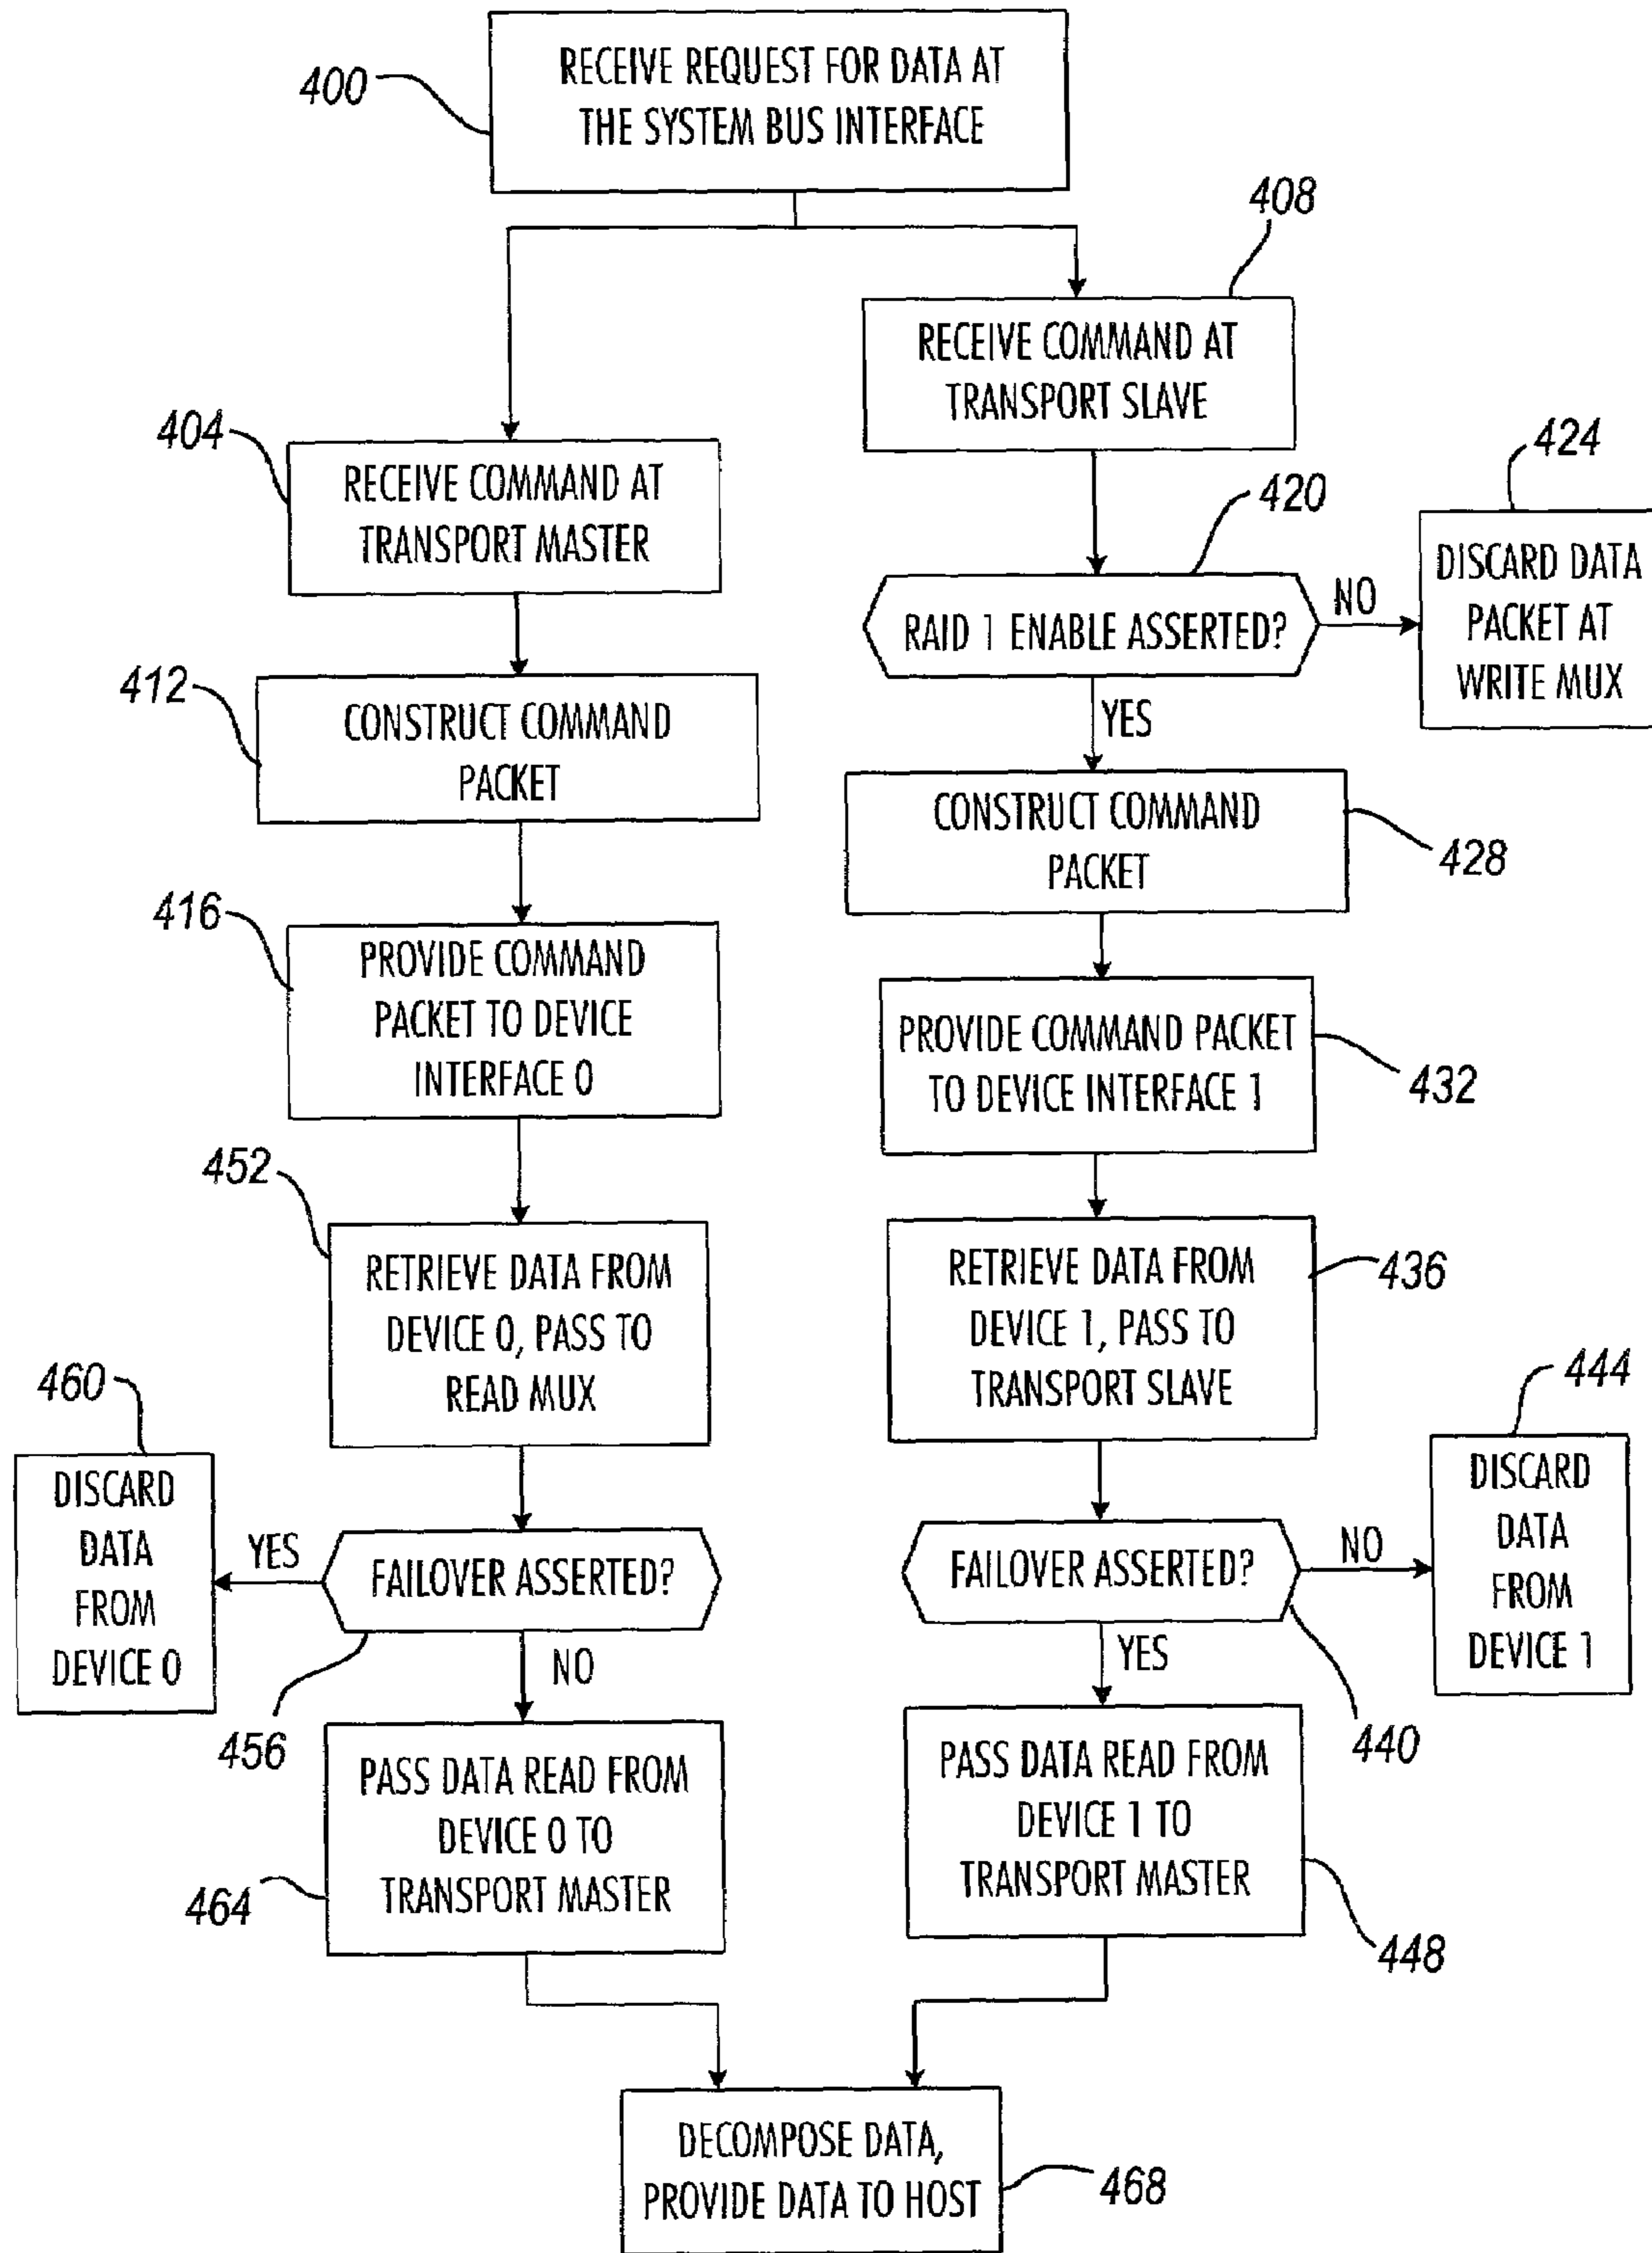 400
RECEIVE REQUEST FOR DATA AT
THE SYSTEM BUS INTERFACE
408
RECEIVE COMMAND AT
TRANSPORT SLAVE
404
RECEIVE COMMAND AT
TRANSPORT MASTER
420
RAID 1 ENABLE ASSERTED?
NO
424
DISCARD DATA
PACKET AT
WRITE MUX
YES
412
CONSTRUCT COMMAND
PACKET
CONSTRUCT COMMAND
PACKET
428
416
PROVIDE COMMAND
PACKET TO DEVICE
INTERFACE 0
PROVIDE COMMAND PACKET
TO DEVICE INTERFACE 1
432
452
RETRIEVE DATA FROM
DEVICE 0, PASS TO
READ MUX
RETRIEVE DATA FROM
DEVICE 1, PASS TO
TRANSPORT SLAVE
436
460
DISCARD
DATA
FROM
DEVICE 0
YES
FAILOVER ASSERTED?
456
NO
FAILOVER ASSERTED?
440
NO
444
DISCARD
DATA
FROM
DEVICE 1
YES
PASS DATA READ FROM
DEVICE 0 TO
TRANSPORT MASTER
464
PASS DATA READ FROM
DEVICE 1 TO
TRANSPORT MASTER
448
DECOMPOSE DATA,
PROVIDE DATA TO HOST
468